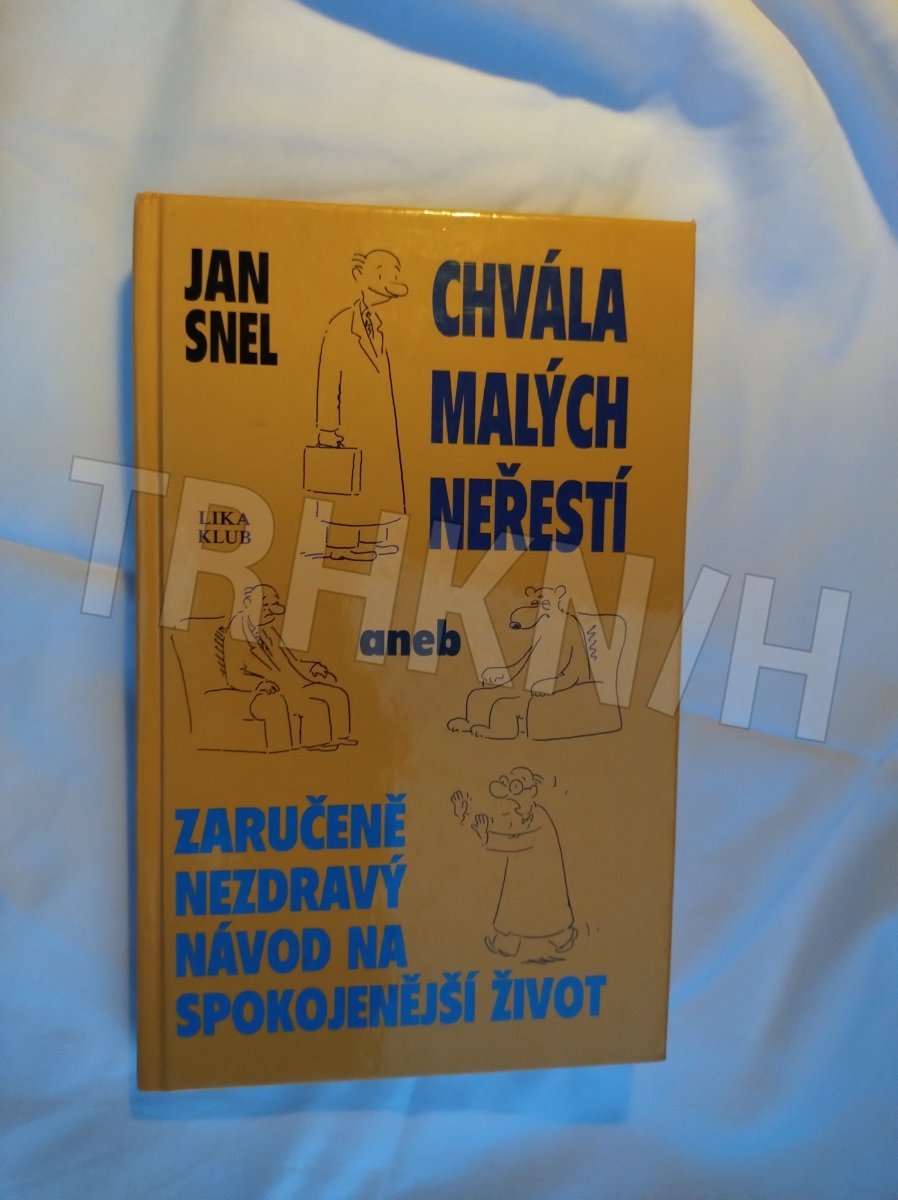 JAN
SNEL
CHVÁLA
MALÝCH
NEŘESTÍ
LIKA
KLUB
aneb
ZARUČENĚ
NEZDRAVÝ
NÁVOD NA
SPOKOJENĚJŠÍ ŽIVOT
TRHKNIH